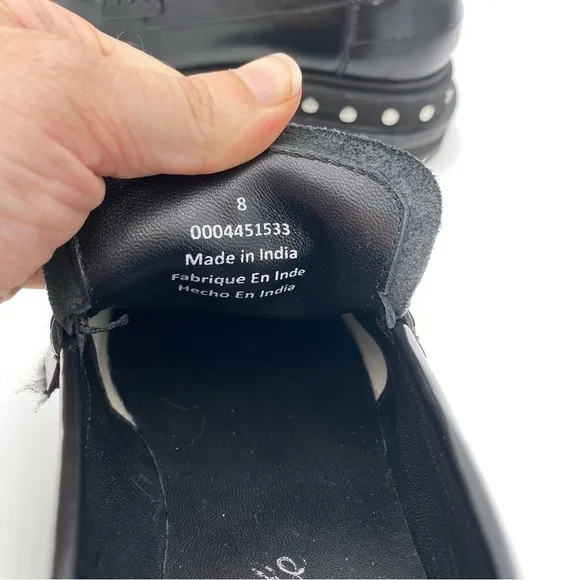 8
0004451533
Made in India
Fabrique En Inde
Hecho En India